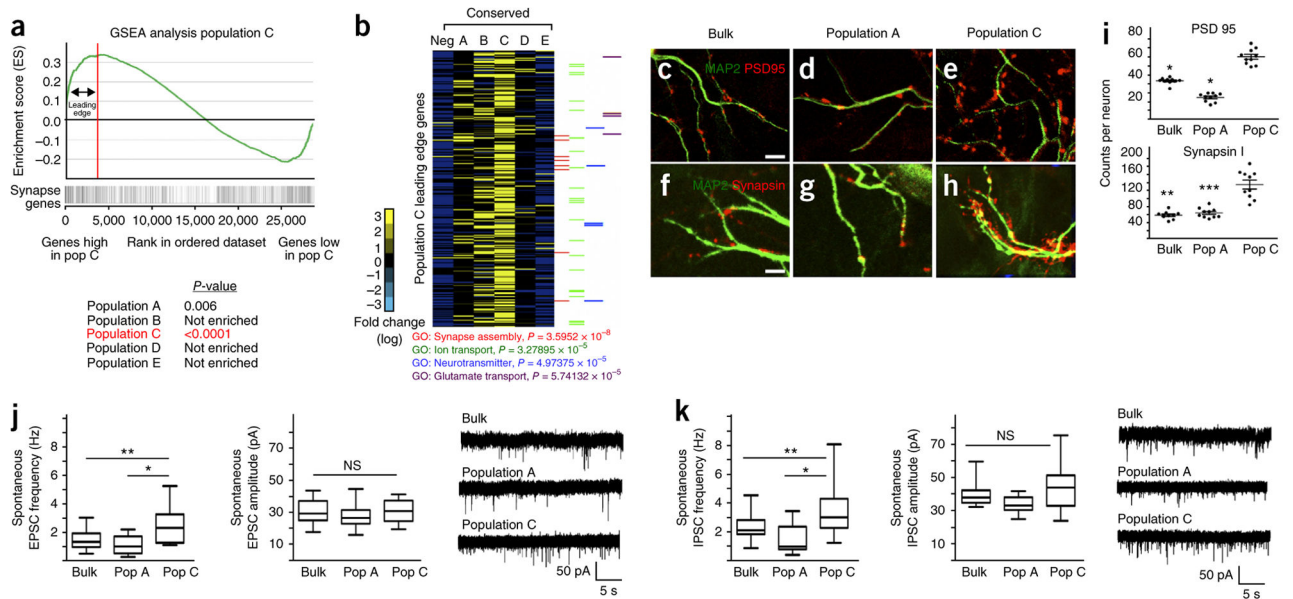 a
GSEA analysis population C
Enrichment score (ES)
0.3
0.2
0.1
0.0
−0.1
−0.2
Leading
edge
Synapse
genes
0 5,000 10,000 15,000 20,000 25,000
Genes high
in pop C
Rank in ordered dataset
Genes low
in pop C
P-value
Population A 0.006
Population B Not enriched
Population C <0.0001
Population D Not enriched
Population E Not enriched
b
Conserved
Neg A B C D E
Population C leading edge genes
3
2
1
0
−1
−2
−3
Fold change
(log)
GO: Synapse assembly, P = 3.5952 × 10−8
GO: Ion transport, P = 3.27895 × 10−5
GO: Neurotransmitter, P = 4.97375 × 10−5
GO: Glutamate transport, P = 5.74132 × 10−5
Bulk Population A Population C
c MAP2 PSD95 d e
f MAP2 Synapsin g h
i
PSD 95
Counts per neuron
80
60
40
20
* *
Bulk Pop A Pop C
Synapsin I
200
160
120
80
40
** ***
Bulk Pop A Pop C
j
Spontaneous
EPSC frequency (Hz)
8
6
4
2
**
*
Bulk Pop A Pop C
Spontaneous
EPSC amplitude (pA)
70
50
30
10
NS
Bulk Pop A Pop C
Bulk
Population A
Population C
50 pA
5 s
k
Spontaneous
IPSC frequency (Hz)
8
6
4
2
**
*
Bulk Pop A Pop C
Spontaneous
IPSC amplitude (pA)
70
50
30
10
NS
Bulk Pop A Pop C
Bulk
Population A
Population C
50 pA
5 s